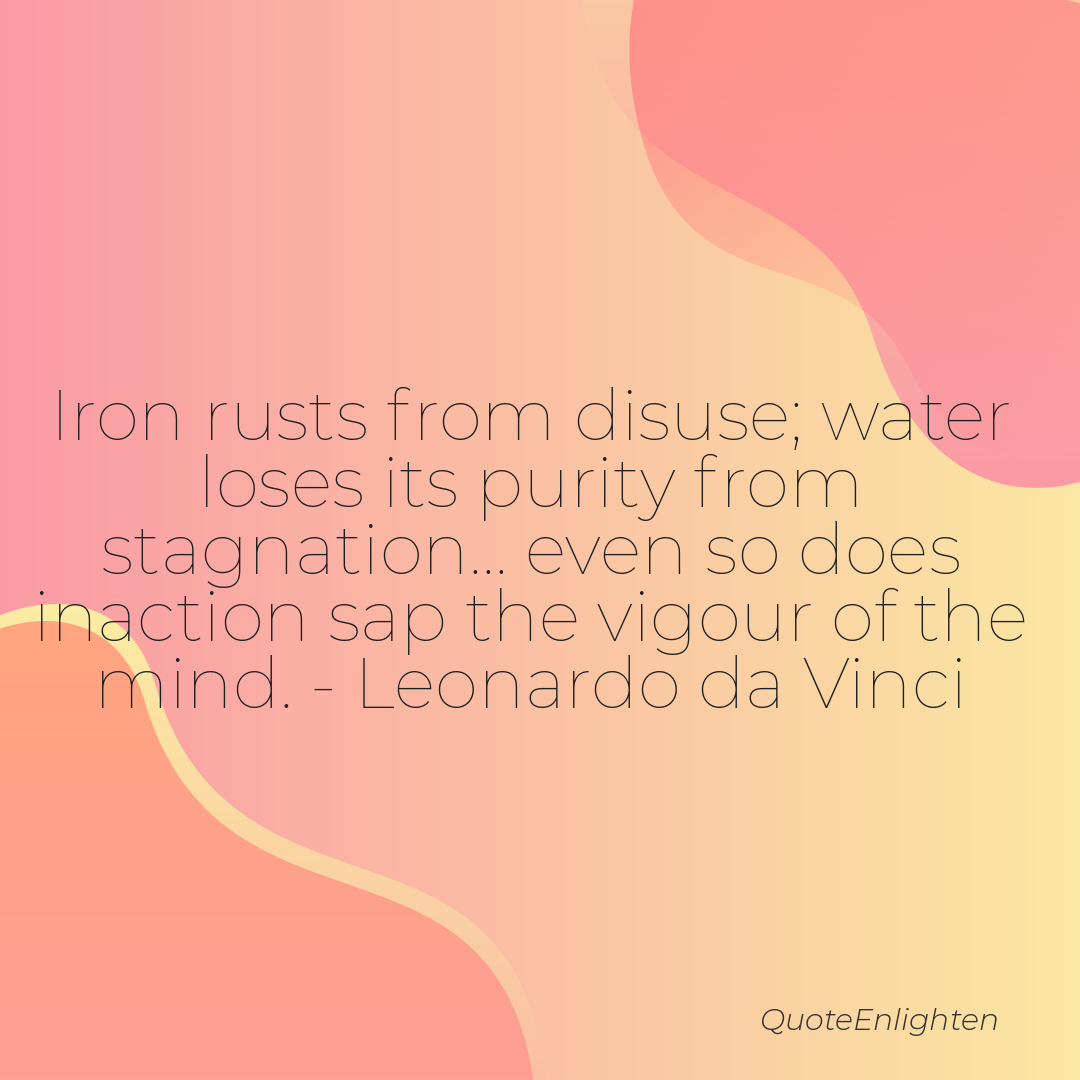 Iron rusts from disuse; water
loses its purity from
stagnation... even so does
inaction sap the vigour of the
mind. - Leonardo da Vinci
QuoteEnlighten